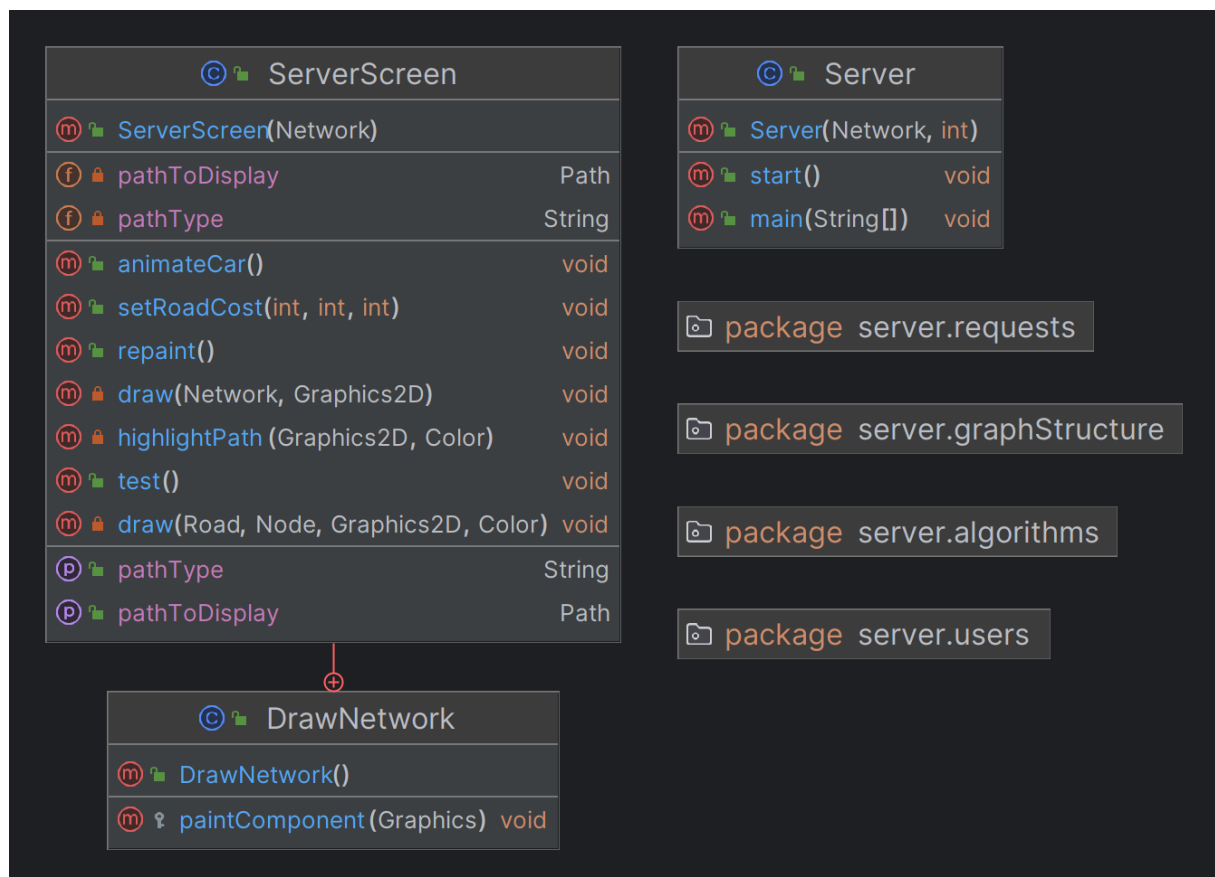 ServerScreen
ServerScreen(Network)
pathToDisplay Path
pathType String
animateCar() void
setRoadCost(int, int, int) void
repaint() void
draw(Network, Graphics2D) void
highlightPath(Graphics2D, Color) void
test() void
draw(Road, Node, Graphics2D, Color) void
pathType String
pathToDisplay Path
DrawNetwork
DrawNetwork()
paintComponent(Graphics) void
Server
Server(Network, int)
start() void
main(String[]) void
package server.requests
package server.graphStructure
package server.algorithms
package server.users